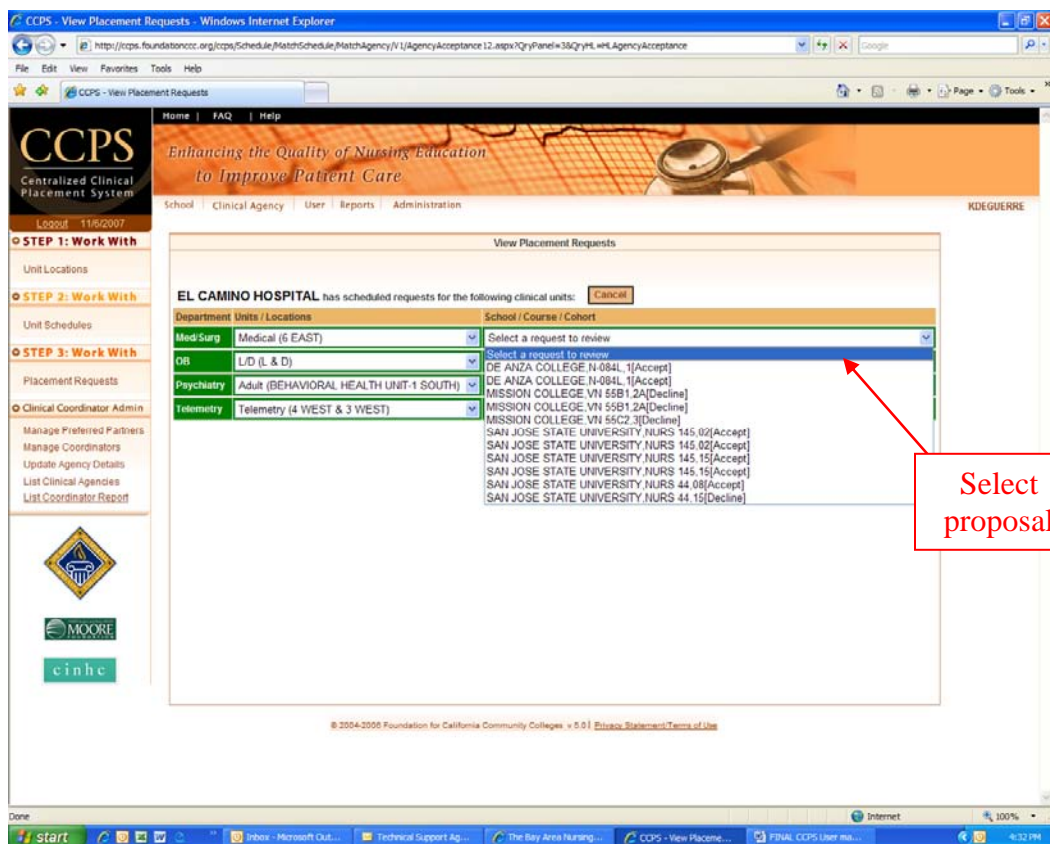 CCPS - View Placement Requests - Windows Internet Explorer
http://ccps.foundationccc.org/ccps/Schedule/MatchSchedule/MatchAgency/V1/AgencyAcceptance12.aspx?QryPanel=3&QryHL=HLAgencyAcceptance
Google
File Edit View Favorites Tools Help
CCPS - View Placement Requests
Page Tools
Home | FAQ | Help
CCPS
Centralized Clinical
Placement System
Enhancing the Quality of Nursing Education
to Improve Patient Care
School Clinical Agency User Reports Administration
KDEGUERRE
Logout 11/6/2007
STEP 1: Work With
Unit Locations
STEP 2: Work With
Unit Schedules
STEP 3: Work With
Placement Requests
Clinical Coordinator Admin
Manage Preferred Partners
Manage Coordinators
Update Agency Details
List Clinical Agencies
List Coordinator Report
MOORE
FOUNDATION
cinhc
View Placement Requests
EL CAMINO HOSPITAL has scheduled requests for the following clinical units: Cancel
Department Units / Locations School / Course / Cohort
Med/Surg Medical (6 EAST) Select a request to review
OB L/D (L & D)
Psychiatry Adult (BEHAVIORAL HEALTH UNIT-1 SOUTH)
Telemetry Telemetry (4 WEST & 3 WEST)
Select a request to review
DE ANZA COLLEGE,N-084L,1[Accept]
DE ANZA COLLEGE,N-084L,1[Accept]
MISSION COLLEGE,VN 55B1,2A[Decline]
MISSION COLLEGE,VN 55B1,2A[Decline]
MISSION COLLEGE,VN 55C2,3[Decline]
SAN JOSE STATE UNIVERSITY,NURS 145,02[Accept]
SAN JOSE STATE UNIVERSITY,NURS 145,02[Accept]
SAN JOSE STATE UNIVERSITY,NURS 145,15[Accept]
SAN JOSE STATE UNIVERSITY,NURS 145,15[Accept]
SAN JOSE STATE UNIVERSITY,NURS 44,08[Accept]
SAN JOSE STATE UNIVERSITY,NURS 44,15[Decline]
Select
proposal
© 2004-2006 Foundation for California Community Colleges v 5.0 | Privacy Statement/Terms of Use
Done
Internet
100%
start
Inbox - Microsoft Out...
Technical Support Ag...
The Bay Area Nursing...
CCPS - View Placeme...
FINAL CCPS User ma...
4:32 PM